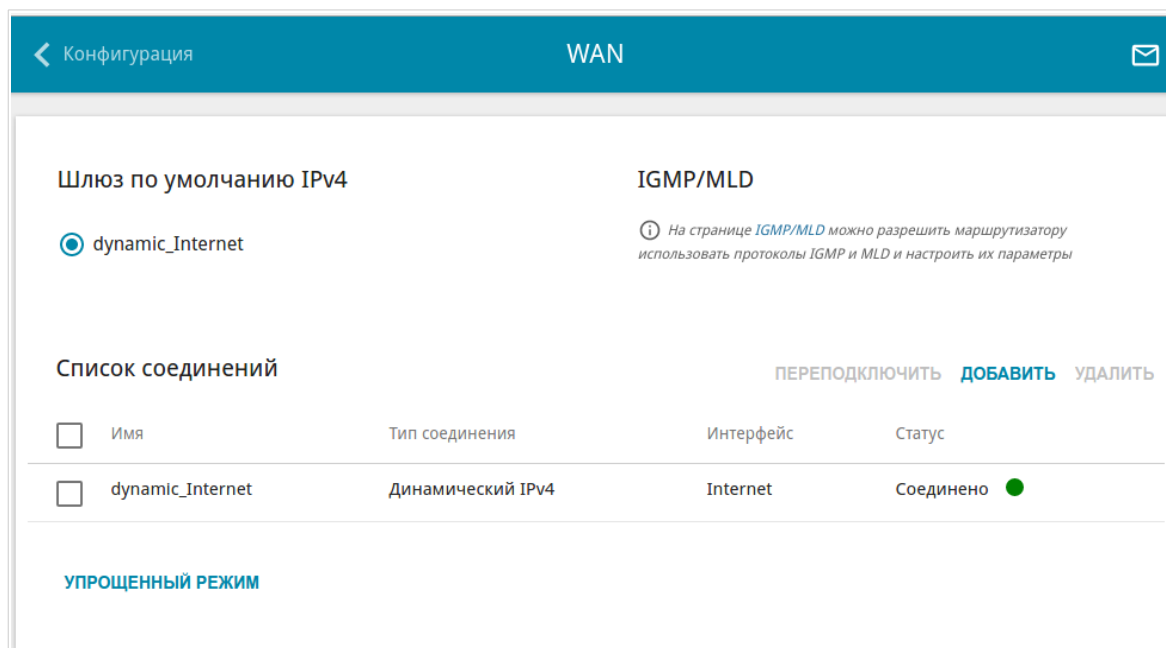 Конфигурация
WAN
Шлюз по умолчанию IPv4
dynamic_Internet
IGMP/MLD
На странице IGMP/MLD можно разрешить маршрутизатору
использовать протоколы IGMP и MLD и настроить их параметры
Список соединений
ПЕРЕПОДКЛЮЧИТЬ ДОБАВИТЬ УДАЛИТЬ
Имя Тип соединения Интерфейс Статус
dynamic_Internet Динамический IPv4 Internet Соединено
УПРОЩЕННЫЙ РЕЖИМ